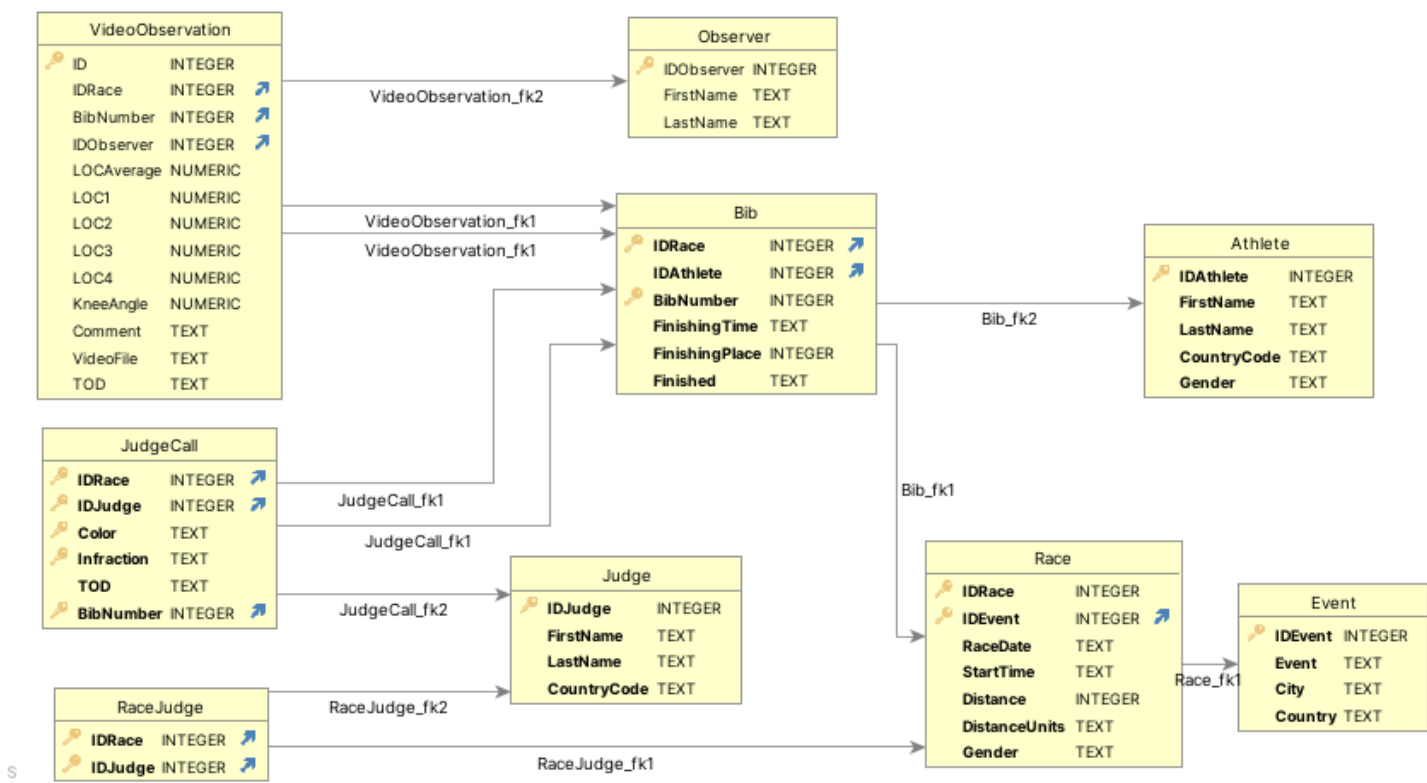 VideoObservation
ID INTEGER
IDRace INTEGER
BibNumber INTEGER
IDObserver INTEGER
LOCAverage NUMERIC
LOC1 NUMERIC
LOC2 NUMERIC
LOC3 NUMERIC
LOC4 NUMERIC
KneeAngle NUMERIC
Comment TEXT
VideoFile TEXT
TOD TEXT
VideoObservation_fk2
Observer
IDObserver INTEGER
FirstName TEXT
LastName TEXT
VideoObservation_fk1
VideoObservation_fk1
Bib
IDRace INTEGER
IDAthlete INTEGER
BibNumber INTEGER
FinishingTime TEXT
FinishingPlace INTEGER
Finished TEXT
Bib_fk2
Athlete
IDAthlete INTEGER
FirstName TEXT
LastName TEXT
CountryCode TEXT
Gender TEXT
JudgeCall
IDRace INTEGER
IDJudge INTEGER
Color TEXT
Infraction TEXT
TOD TEXT
BibNumber INTEGER
JudgeCall_fk1
JudgeCall_fk1
JudgeCall_fk2
Bib_fk1
Judge
IDJudge INTEGER
FirstName TEXT
LastName TEXT
CountryCode TEXT
RaceJudge
IDRace INTEGER
IDJudge INTEGER
RaceJudge_fk2
RaceJudge_fk1
Race
IDRace INTEGER
IDEvent INTEGER
RaceDate TEXT
StartTime TEXT
Distance INTEGER
DistanceUnits TEXT
Gender TEXT
Race_fk1
Event
IDEvent INTEGER
Event TEXT
City TEXT
Country TEXT
s